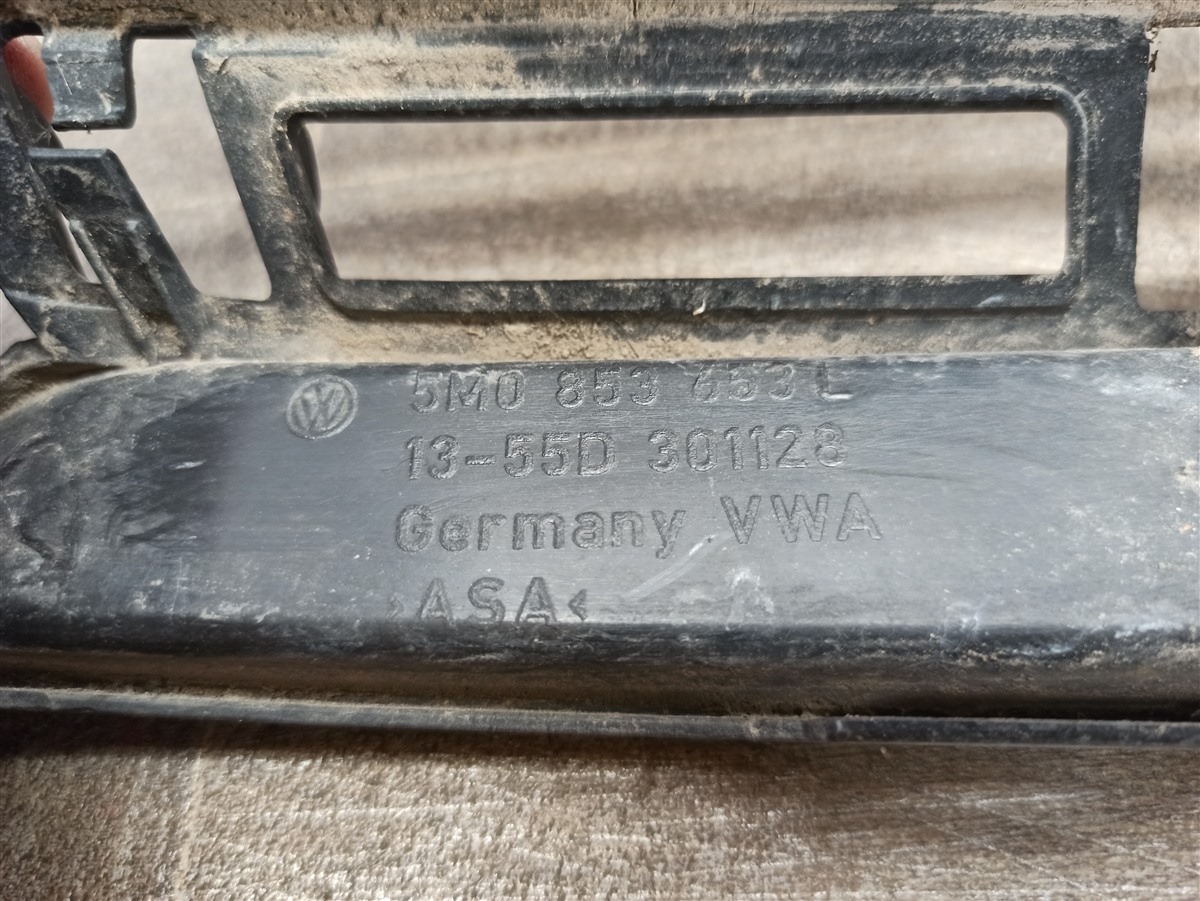 5M0 853 653 L
13-55D 301128
Germany VWA
>ASA<